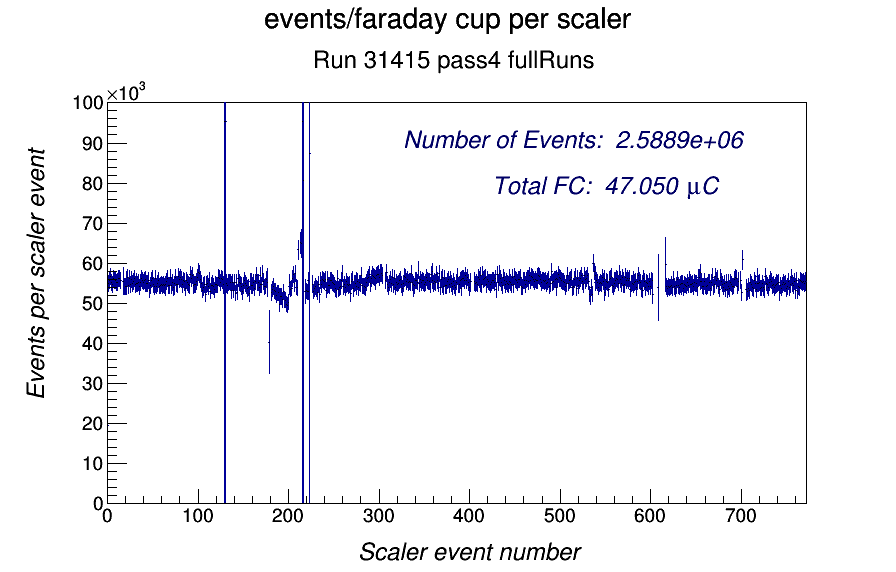 events/faraday cup per scaler
Run 31415 pass4 fullRuns
×10³
100
90
80
70
60
50
40
30
20
10
0
Events per scaler event
Number of Events: 2.5889e+06
Total FC: 47.050 μC
0 100 200 300 400 500 600 700
Scaler event number